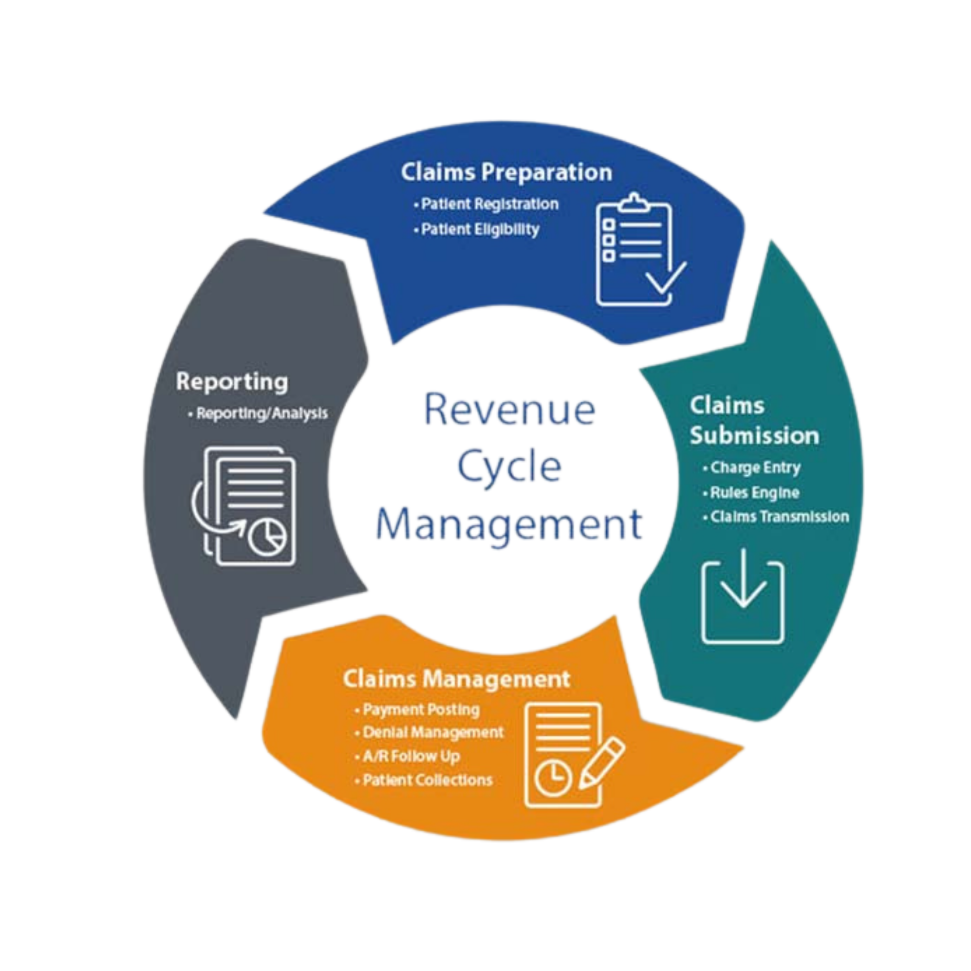 Claims Preparation
• Patient Registration
• Patient Eligibility
Claims
Submission
• Charge Entry
• Rules Engine
• Claims Transmission
Claims Management
• Payment Posting
• Denial Management
• A/R Follow Up
• Patient Collections
Reporting
• Reporting/Analysis
Revenue
Cycle
Management